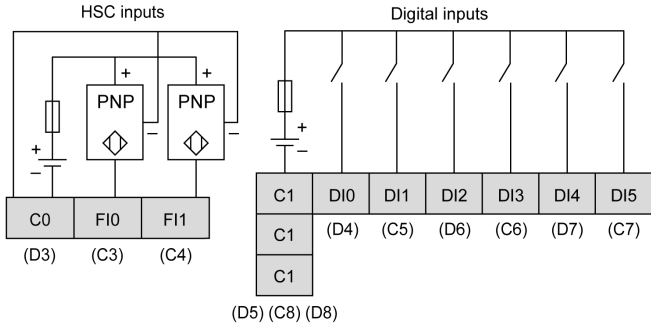 HSC inputs
Digital inputs
+ +
PNP PNP
+ − − + −
−
C0 FI0 FI1
(D3) (C3) (C4)
C1 DI0 DI1 DI2 DI3 DI4 DI5
(D4) (C5) (D6) (C6) (D7) (C7)
C1
C1
(D5) (C8) (D8)